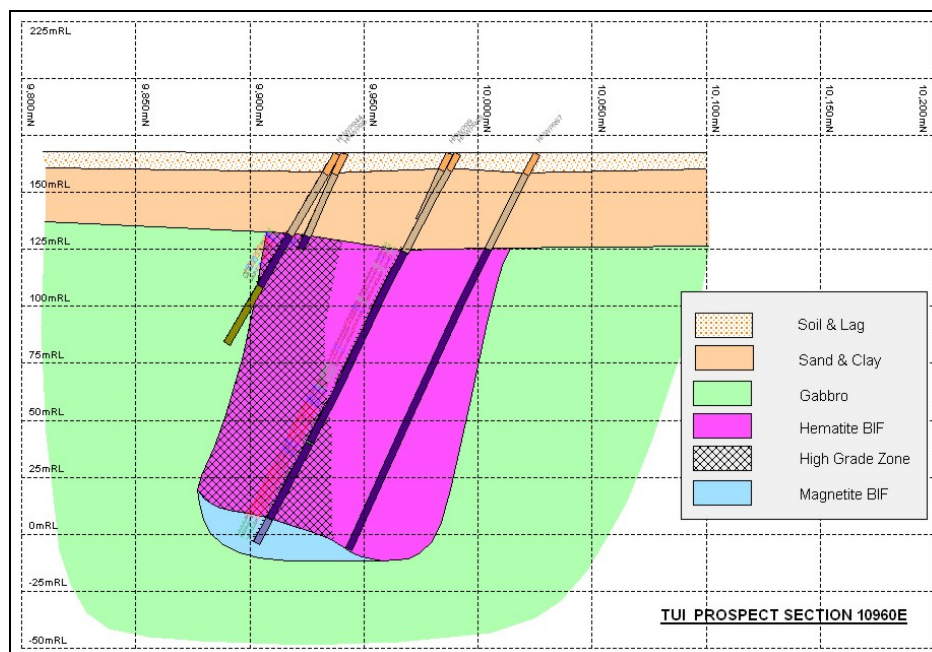 225mRL
9,800mN
9,850mN
9,900mN
9,950mN
10,000mN
10,050mN
10,100mN
10,150mN
10,200mN
150mRL
125mRL
100mRL
75mRL
50mRL
25mRL
0mRL
-25mRL
-50mRL
Soil & Lag
Sand & Clay
Gabbro
Hematite BIF
High Grade Zone
Magnetite BIF
TUI PROSPECT SECTION 10960E